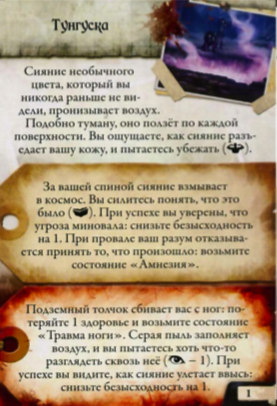 Тунгуска
Сияние необычного
цвета, который вы
никогда раньше не ви-
дели, пронизывает воздух.
Подобно туману, оно ползёт по каждой
поверхности. Вы ощущаете, как сияние разъ-
едает вашу кожу, и пытаетесь убежать ( ).
За вашей спиной сияние взмывает
в космос. Вы силитесь понять, что это
было ( ). При успехе вы уверены, что
угроза миновала: снизьте безысходность
на 1. При провале ваш разум отказыва-
ется принять то, что произошло: возьмите
состояние «Амнезия».
Подземный толчок сбивает вас с ног: по-
теряйте 1 здоровье и возьмите состояние
«Травма ноги». Серая пыль заполняет
воздух, и вы пытаетесь хоть что-то
разглядеть сквозь неё ( – 1). При
успехе вы видите, как сияние улетает ввысь:
снизьте безысходность на 1.
1